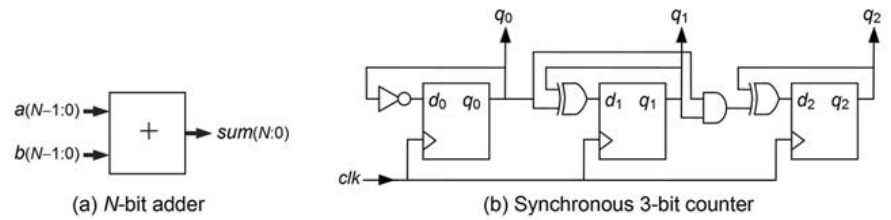 a(N–1:0)
b(N–1:0)
+
sum(N:0)
(a) N-bit adder
q0 q1 q2
d0 q0 d1 q1 d2 q2
clk
(b) Synchronous 3-bit counter